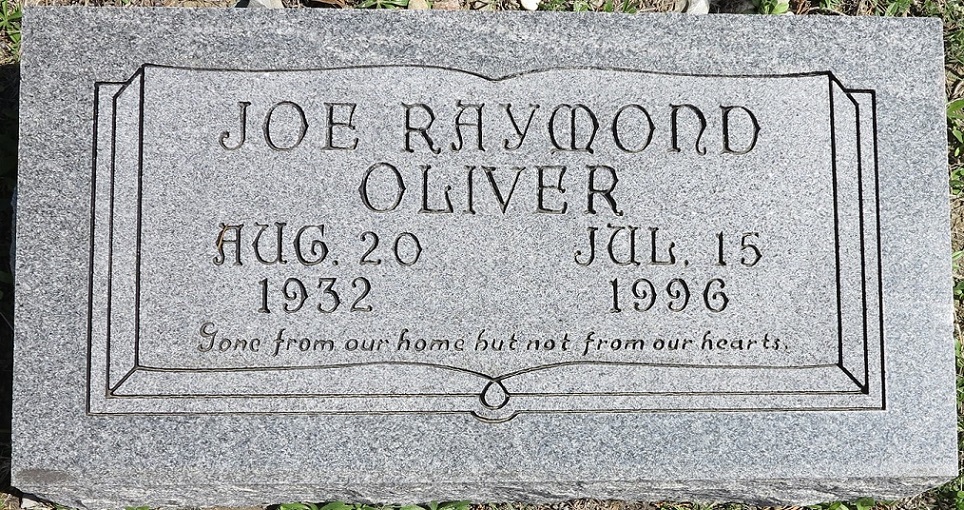 JOE RAYMOND
OLIVER
AUG. 20 JUL. 15
1932 1996
Gone from our home but not from our hearts.